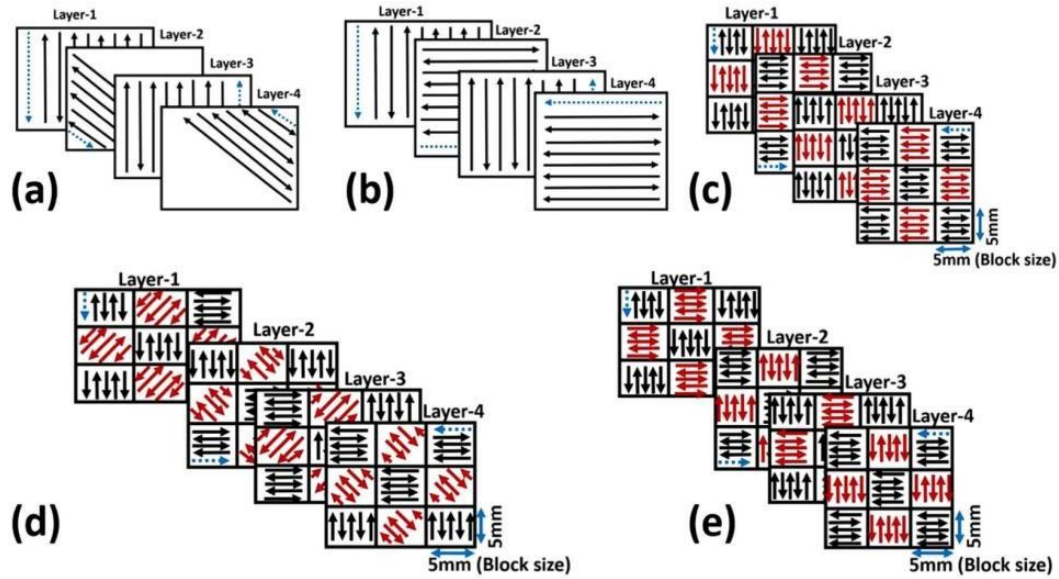 Layer-1
Layer-2
Layer-3
Layer-4
(a)
Layer-1
Layer-2
Layer-3
Layer-4
(b)
Layer-1
Layer-2
Layer-3
Layer-4
(c)
5mm
5mm (Block size)
Layer-1
Layer-2
Layer-3
Layer-4
(d)
5mm
5mm (Block size)
Layer-1
Layer-2
Layer-3
Layer-4
(e)
5mm
5mm (Block size)